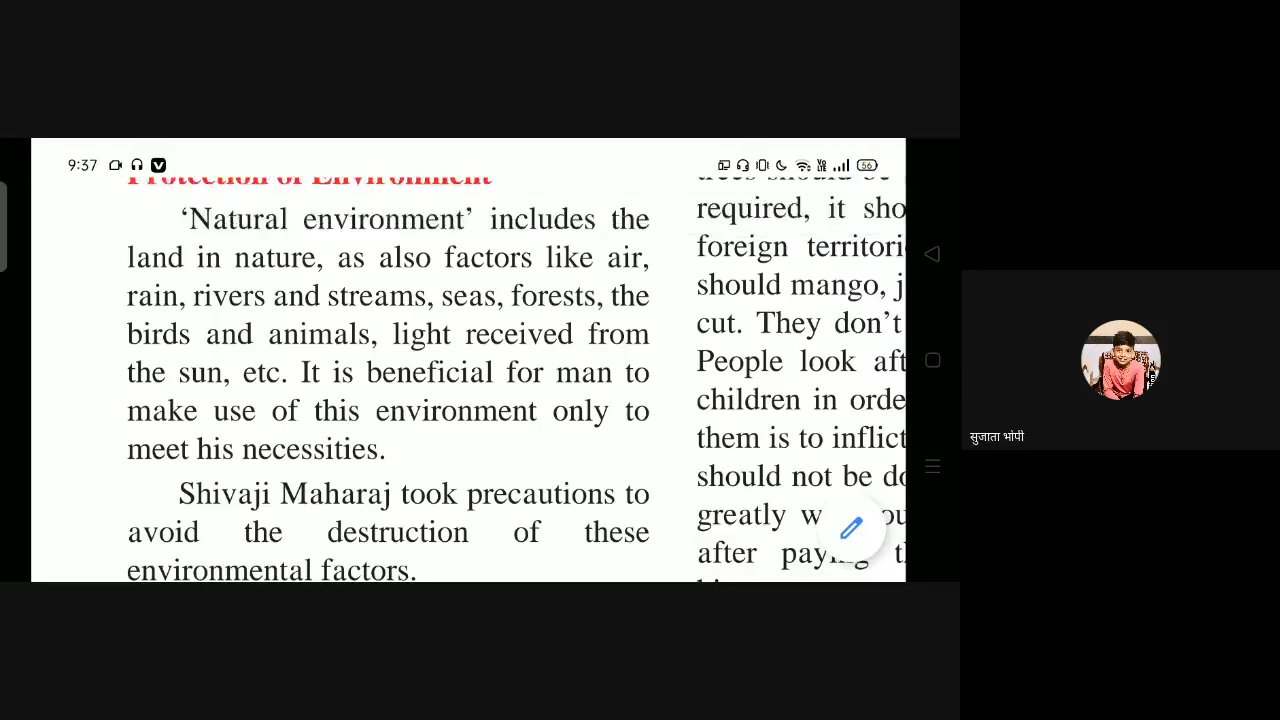 9:37
56
Protection of Environment
‘Natural environment’ includes the
land in nature, as also factors like air,
rain, rivers and streams, seas, forests, the
birds and animals, light received from
the sun, etc. It is beneficial for man to
make use of this environment only to
meet his necessities.
Shivaji Maharaj took precautions to
avoid the destruction of these
environmental factors.
trees should be
required, it sho
foreign territori
should mango, j
cut. They don’t
People look aft
children in orde
them is to inflict
should not be do
greatly w
after
सुजाता भोपी